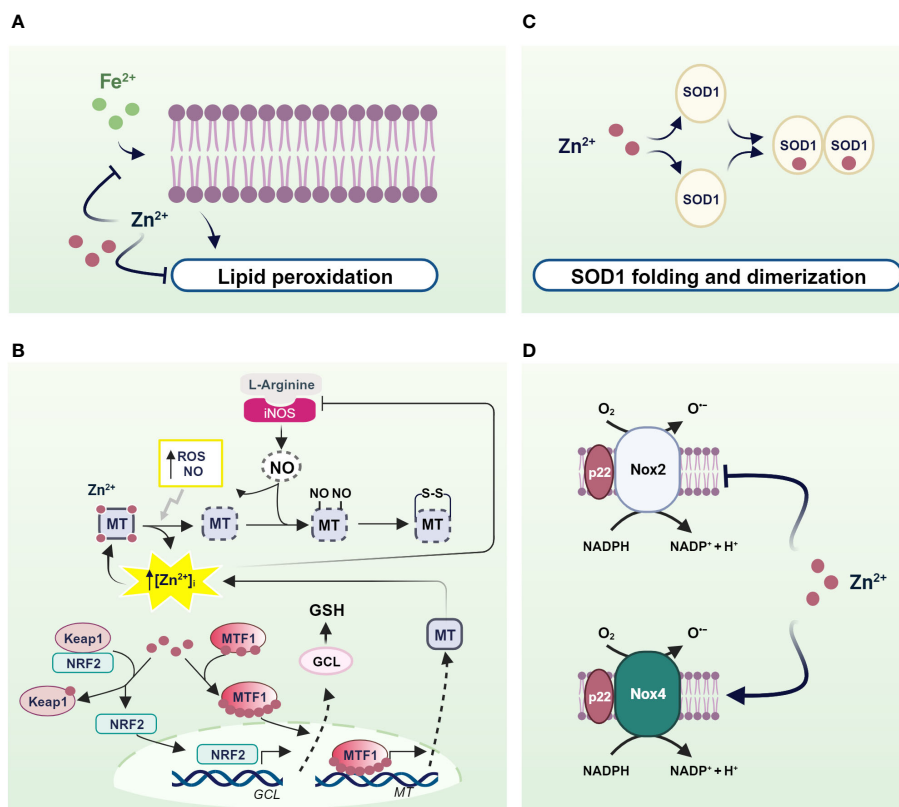 A
Fe²⁺
Zn²⁺
Lipid peroxidation
B
L-Arginine
iNOS
NO
ROS
NO
Zn²⁺
MT
MT
NO NO
MT
S-S
MT
[Zn²⁺]ᵢ
Keap1
NRF2
MTF1
GSH
GCL
MT
Keap1
MTF1
NRF2
NRF2
MTF1
GCL
MT
C
Zn²⁺
SOD1
SOD1
SOD1 SOD1
SOD1 folding and dimerization
D
O₂ O•−
p22 Nox2
NADPH NADP⁺ + H⁺
Zn²⁺
O₂ O•−
p22 Nox4
NADPH NADP⁺ + H⁺